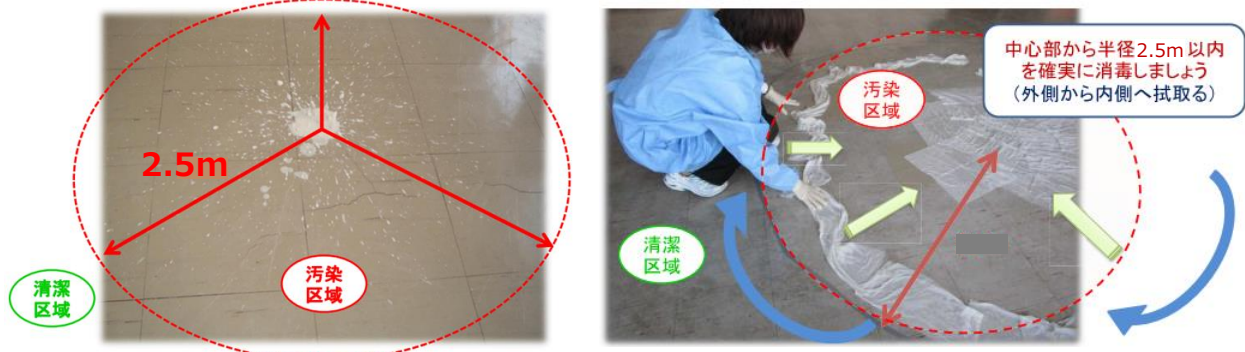 2.5m
清潔
区域
汚染
区域
汚染
区域
清潔
区域
中心部から半径2.5m以内
を確実に消毒しましょう
（外側から内側へ拭取る）